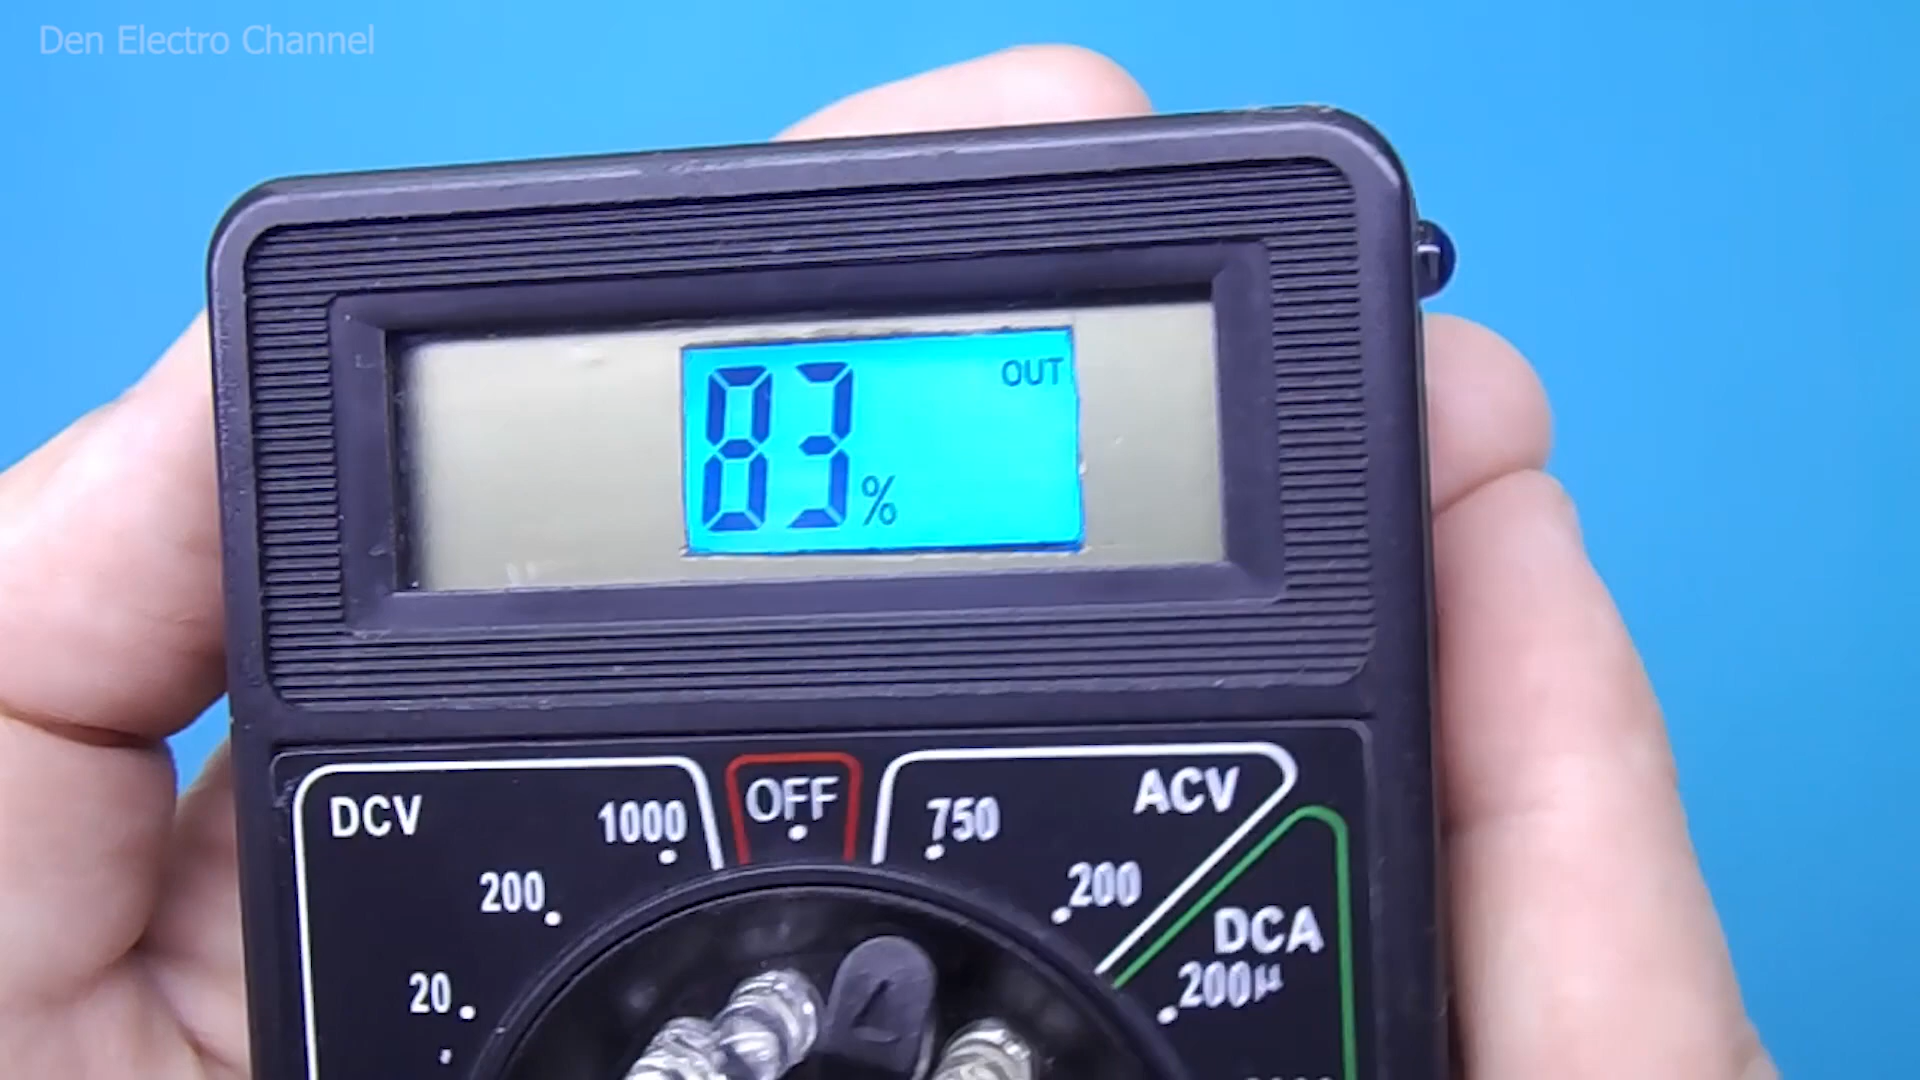 Den Electro Channel
OUT
83 %
OFF
DCV
1000
750
ACV
200
200
DCA
20
200µ